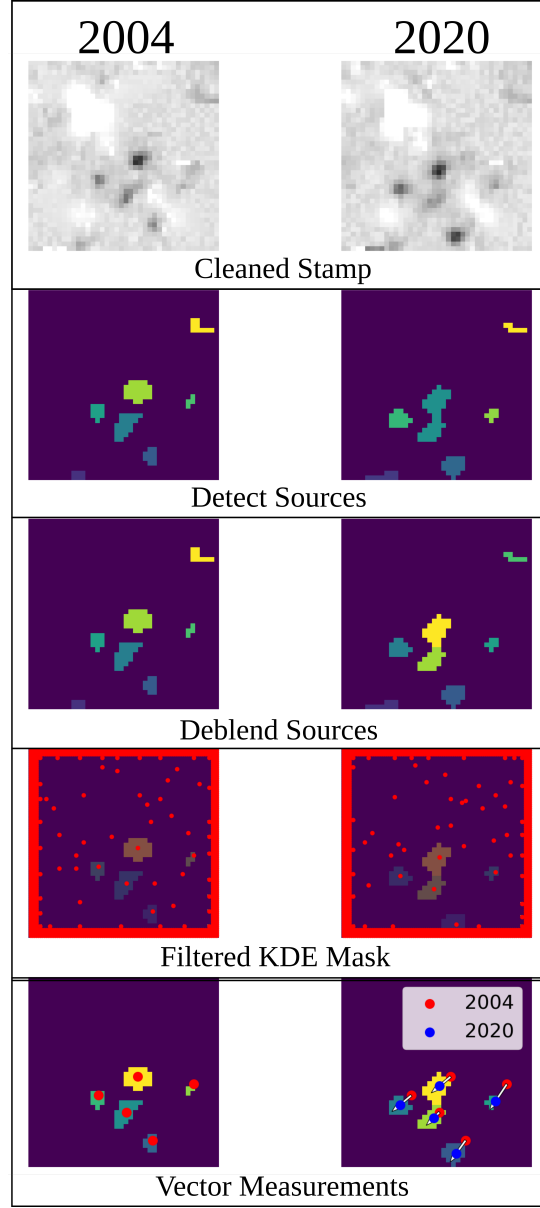 2004 2020
Cleaned Stamp
Detect Sources
Deblend Sources
Filtered KDE Mask
2004
2020
Vector Measurements